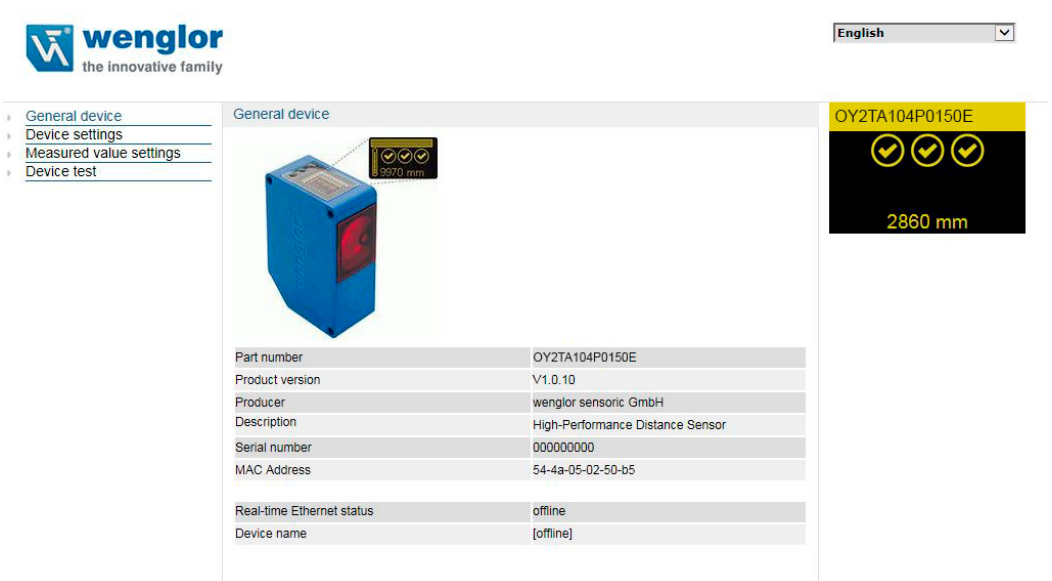 wenglor
the innovative family
English
General device
Device settings
Measured value settings
Device test
General device
9970 mm
wenglor
Part number OY2TA104P0150E
Product version V1.0.10
Producer wenglor sensoric GmbH
Description High-Performance Distance Sensor
Serial number 000000000
MAC Address 54-4a-05-02-50-b5
Real-time Ethernet status offline
Device name [offline]
OY2TA104P0150E
2860 mm